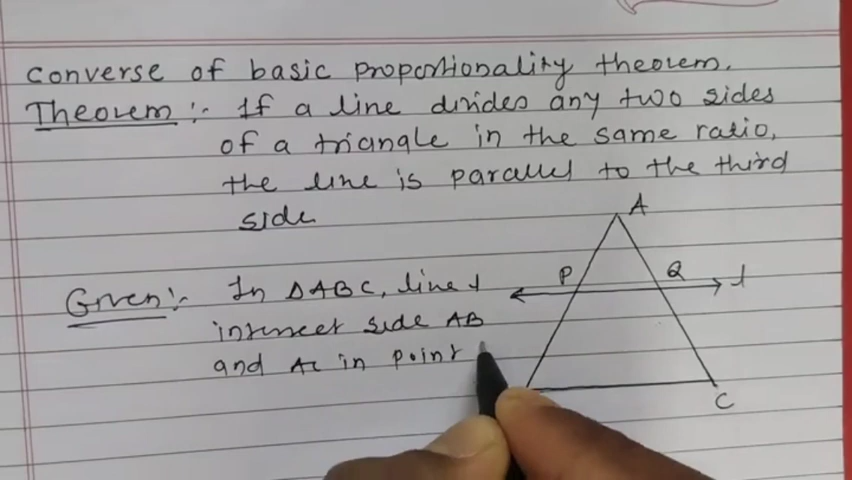 converse of basic proportionality theorem.
Theorem :- If a line divides any two sides
of a triangle in the same ratio,
the line is parallel to the third
side
A
P
Q
l
Given :- In △ABC, line l
intersect side AB
and AC in point
C